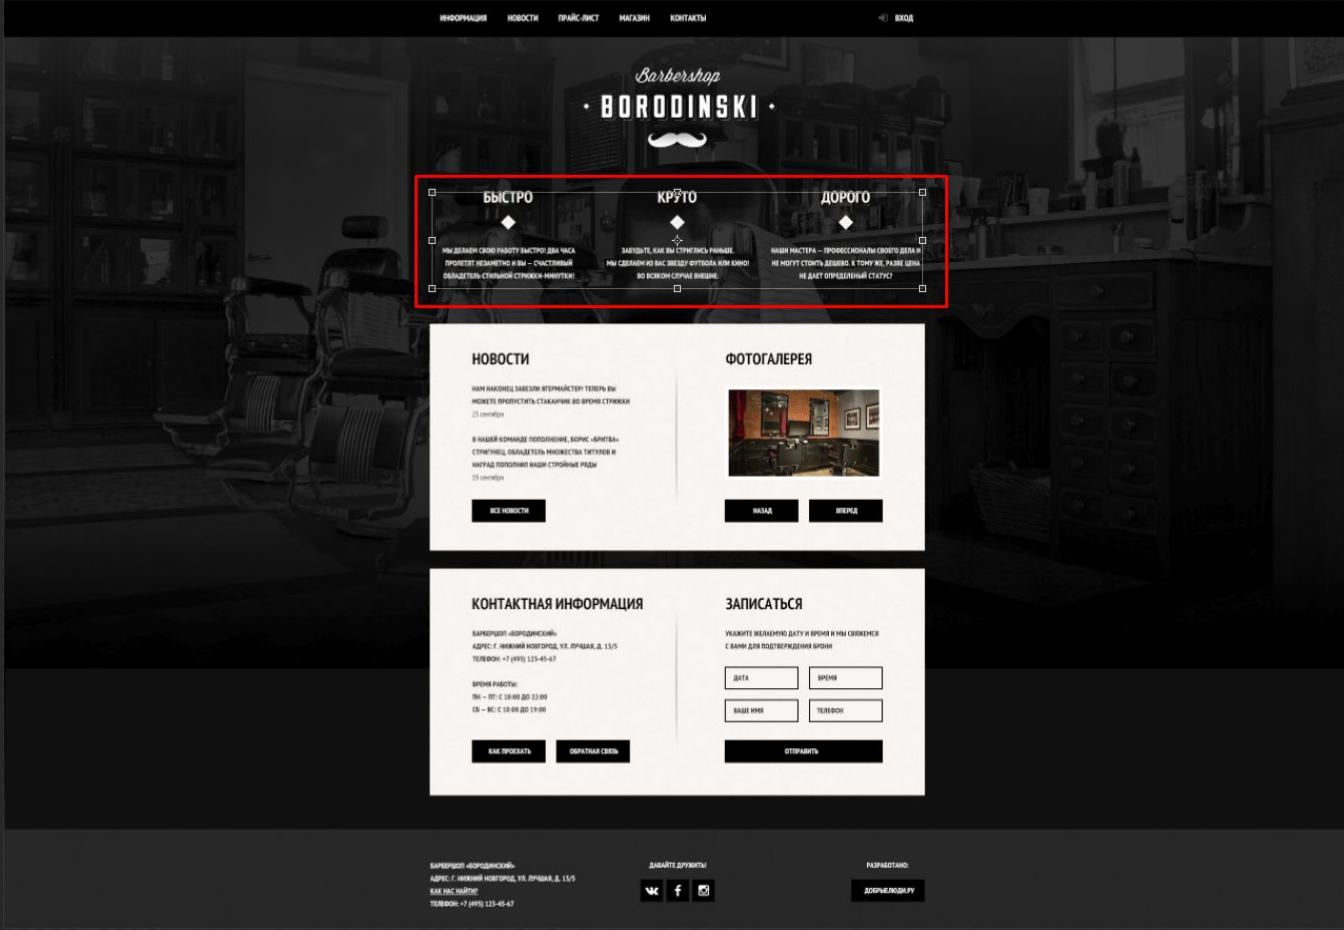 ИНФОРМАЦИЯ НОВОСТИ ПРАЙС-ЛИСТ МАГАЗИН КОНТАКТЫ ВХОД
Barbershop
BORODINSKI
БЫСТРО
МЫ ДЕЛАЕМ СВОЮ РАБОТУ БЫСТРО! ДВА ЧАСА
ПРОЛЕТЯТ НЕЗАМЕТНО И ВЫ — СЧАСТЛИВЫЙ
ОБЛАДАТЕЛЬ СТИЛЬНОЙ СТРИЖКИ-МИНУТКИ!
КРУТО
ЗАБУДЬТЕ, КАК ВЫ СТРИГЛИСЬ РАНЬШЕ.
МЫ СДЕЛАЕМ ИЗ ВАС ЗВЕЗДУ ФУТБОЛА ИЛИ КИНО!
ВО ВСЯКОМ СЛУЧАЕ ВНЕШНЕ.
ДОРОГО
НАШИ МАСТЕРА — ПРОФЕССИОНАЛЫ СВОЕГО ДЕЛА И
НЕ МОГУТ СТОИТЬ ДЕШЕВО. К ТОМУ ЖЕ, РАЗВЕ ЦЕНА
НЕ ДАЕТ ОПРЕДЕЛЕНЫЙ СТАТУС?
НОВОСТИ
НАМ НАКОНЕЦ ЗАВЕЗЛИ ЯГЕРМАЙСТЕР! ТЕПЕРЬ ВЫ
МОЖЕТЕ ПРОПУСТИТЬ СТАКАНЧИК ВО ВРЕМЯ СТРИЖКИ
25 сентября
В НАШЕЙ КОМАНДЕ ПОПОЛНЕНИЕ, БОРИС «БРИТВА»
СТРИГУНЕЦ, ОБЛАДАТЕЛЬ МНОЖЕСТВА ТИТУЛОВ И
НАГРАД ПОПОЛНИЛ НАШИ СТРОЙНЫЕ РЯДЫ
19 сентября
ВСЕ НОВОСТИ
ФОТОГАЛЕРЕЯ
НАЗАД ВПЕРЕД
КОНТАКТНАЯ ИНФОРМАЦИЯ
БАРБЕРШОП «БОРОДИНСКИЙ»
АДРЕС: Г. НИЖНИЙ НОВГОРОД, УЛ. ЛУЧШАЯ, Д. 13/5
ТЕЛЕФОН: +7 (495) 123-45-67
ВРЕМЯ РАБОТЫ:
ПН — ПТ: С 10:00 ДО 22:00
СБ — ВС: С 10:00 ДО 19:00
КАК ПРОЕХАТЬ ОБРАТНАЯ СВЯЗЬ
ЗАПИСАТЬСЯ
УКАЖИТЕ ЖЕЛАЕМУЮ ДАТУ И ВРЕМЯ И МЫ СВЯЖЕМСЯ
С ВАМИ ДЛЯ ПОДТВЕРЖДЕНИЯ БРОНИ
ДАТА ВРЕМЯ
ВАШЕ ИМЯ ТЕЛЕФОН
ОТПРАВИТЬ
БАРБЕРШОП «БОРОДИНСКИЙ»
АДРЕС: Г. НИЖНИЙ НОВГОРОД, УЛ. ЛУЧШАЯ, Д. 13/5
КАК НАС НАЙТИ?
ТЕЛЕФОН: +7 (495) 123-45-67
ДАВАЙТЕ ДРУЖИТЬ!
РАЗРАБОТАНО:
ДОБРЫЕЛЮДИ.РУ